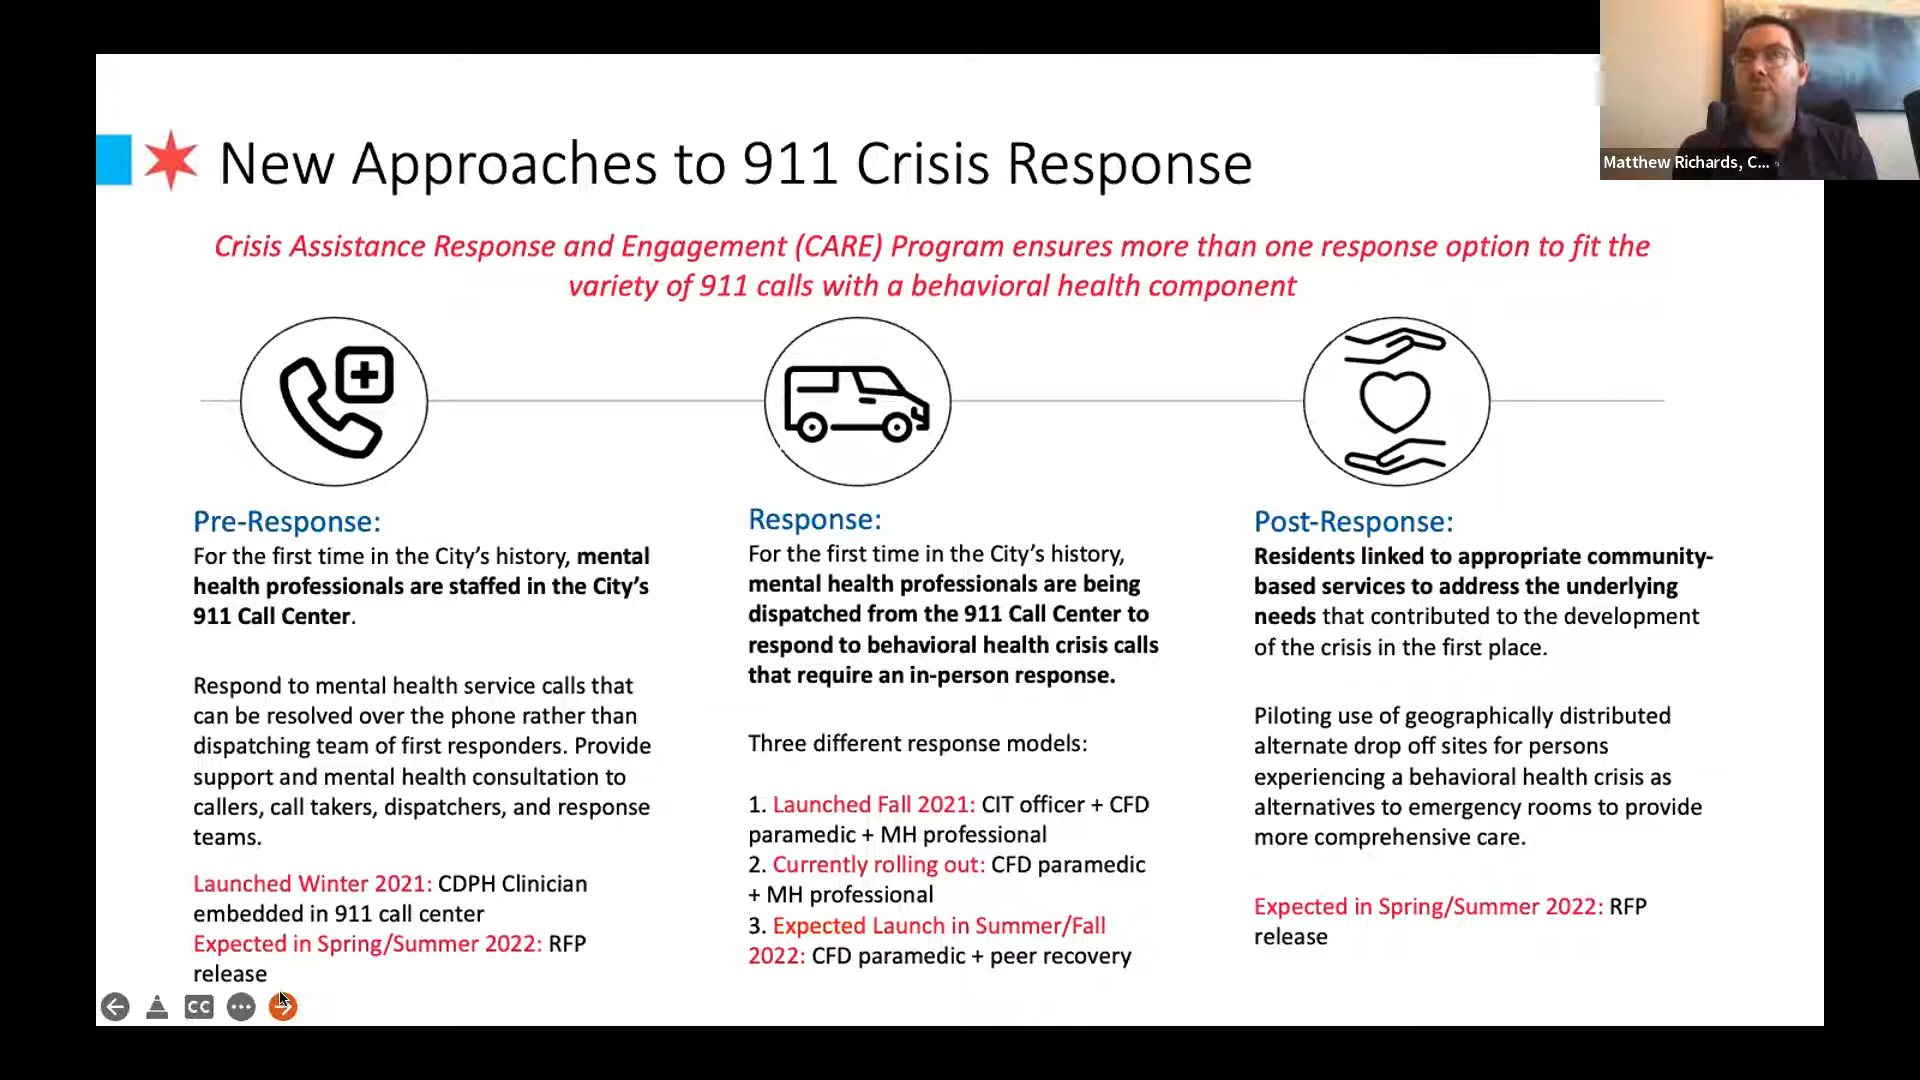 New Approaches to 911 Crisis Response
Matthew Richards, C...
Crisis Assistance Response and Engagement (CARE) Program ensures more than one response option to fit the
variety of 911 calls with a behavioral health component
Pre-Response:
For the first time in the City’s history, mental
health professionals are staffed in the City’s
911 Call Center.
Respond to mental health service calls that
can be resolved over the phone rather than
dispatching team of first responders. Provide
support and mental health consultation to
callers, call takers, dispatchers, and response
teams.
Launched Winter 2021: CDPH Clinician
embedded in 911 call center
Expected in Spring/Summer 2022: RFP
release
Response:
For the first time in the City’s history,
mental health professionals are being
dispatched from the 911 Call Center to
respond to behavioral health crisis calls
that require an in-person response.
Three different response models:
1. Launched Fall 2021: CIT officer + CFD
paramedic + MH professional
2. Currently rolling out: CFD paramedic
+ MH professional
3. Expected Launch in Summer/Fall
2022: CFD paramedic + peer recovery
Post-Response:
Residents linked to appropriate community-
based services to address the underlying
needs that contributed to the development
of the crisis in the first place.
Piloting use of geographically distributed
alternate drop off sites for persons
experiencing a behavioral health crisis as
alternatives to emergency rooms to provide
more comprehensive care.
Expected in Spring/Summer 2022: RFP
release
CC